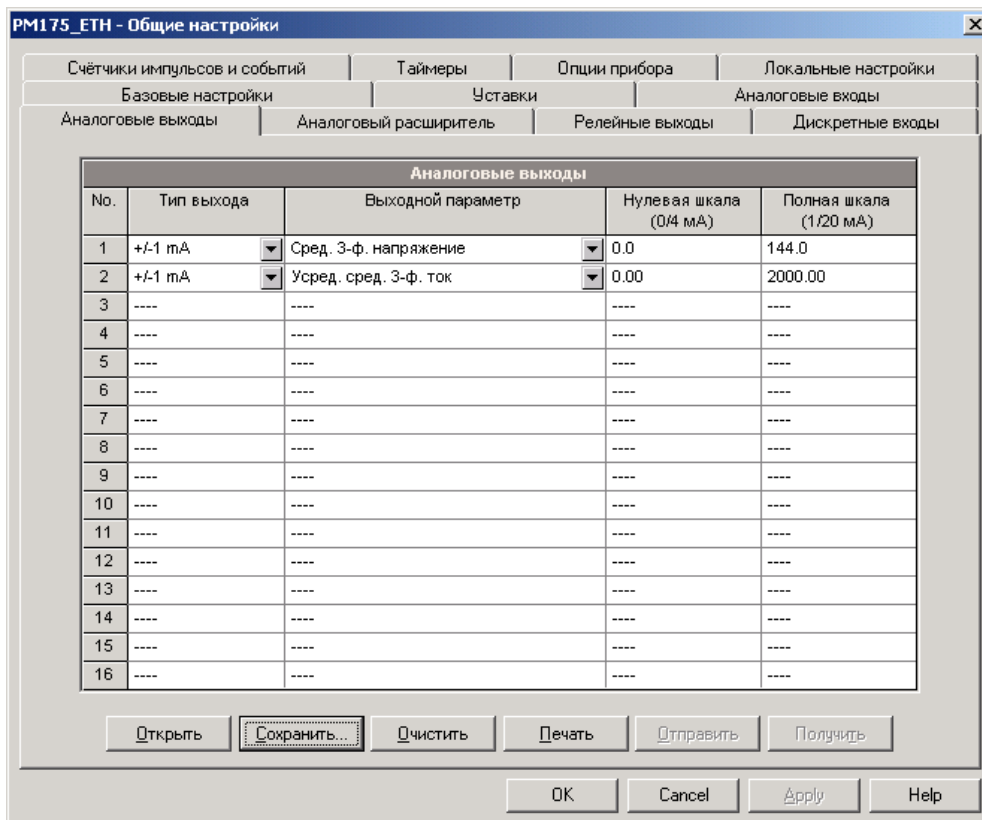 PM175_ETH - Общие настройки
Счётчики импульсов и событий Таймеры Опции прибора Локальные настройки
Базовые настройки Уставки Аналоговые входы
Аналоговые выходы Аналоговый расширитель Релейные выходы Дискретные входы
Аналоговые выходы
No. Тип выхода Выходной параметр Нулевая шкала (0/4 мА) Полная шкала (1/20 мА)
1 +/-1 mA Сред. 3-ф. напряжение 0.0 144.0
2 +/-1 mA Усред. сред. 3-ф. ток 0.00 2000.00
3 ---- ---- ---- ----
4 ---- ---- ---- ----
5 ---- ---- ---- ----
6 ---- ---- ---- ----
7 ---- ---- ---- ----
8 ---- ---- ---- ----
9 ---- ---- ---- ----
10 ---- ---- ---- ----
11 ---- ---- ---- ----
12 ---- ---- ---- ----
13 ---- ---- ---- ----
14 ---- ---- ---- ----
15 ---- ---- ---- ----
16 ---- ---- ---- ----
Открыть Сохранить... Очистить Печать Отправить Получить
OK Cancel Apply Help